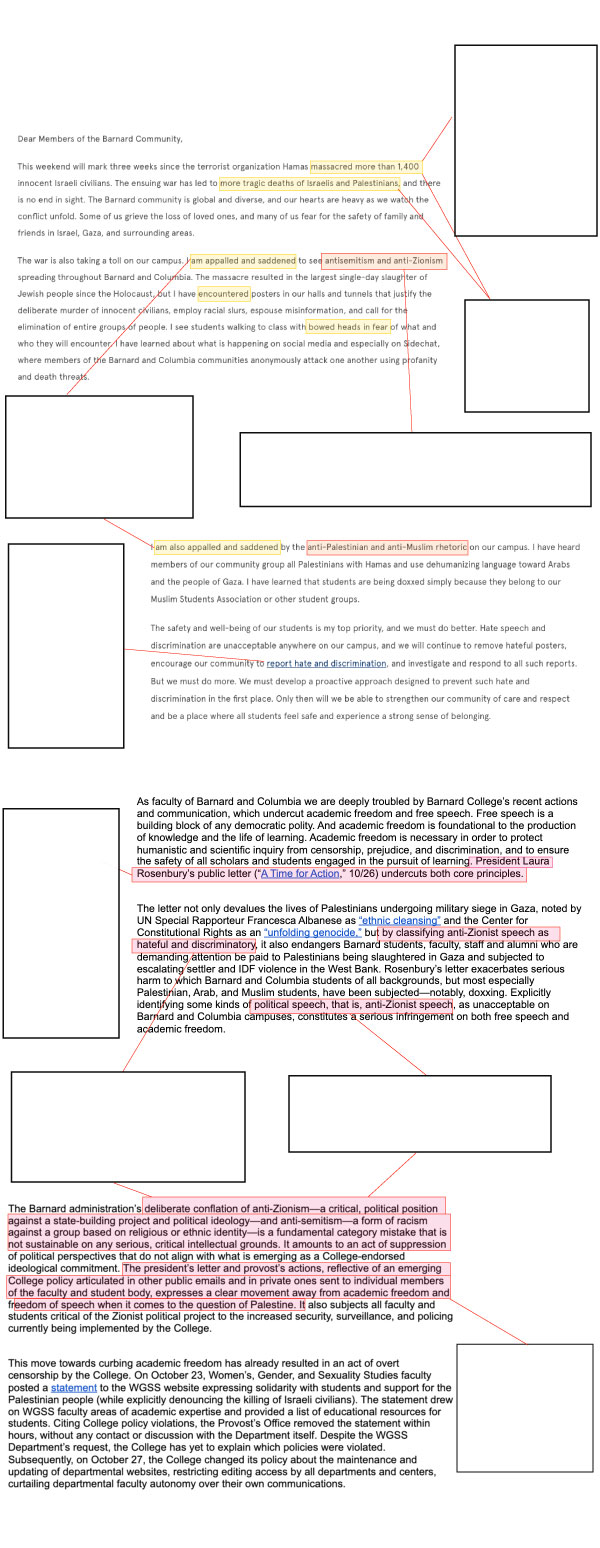 Dear Members of the Barnard Community,
This weekend will mark three weeks since the terrorist organization Hamas massacred more than 1,400
innocent Israeli civilians. The ensuing war has led to more tragic deaths of Israelis and Palestinians, and there
is no end in sight. The Barnard community is global and diverse, and our hearts are heavy as we watch the
conflict unfold. Some of us grieve the loss of loved ones, and many of us fear for the safety of family and
friends in Israel, Gaza, and surrounding areas.
The war is also taking a toll on our campus. I am appalled and saddened to see antisemitism and anti-Zionism
spreading throughout Barnard and Columbia. The massacre resulted in the largest single-day slaughter of
Jewish people since the Holocaust, but I have encountered posters in our halls and tunnels that justify the
deliberate murder of innocent civilians, employ racial slurs, espouse misinformation, and call for the
elimination of entire groups of people. I see students walking to class with bowed heads in fear of what and
who they will encounter. I have learned about what is happening on social media and especially on Sidechat,
where members of the Barnard and Columbia communities anonymously attack one another using profanity
and death threats.
I am also appalled and saddened by the anti-Palestinian and anti-Muslim rhetoric on our campus. I have heard
members of our community group all Palestinians with Hamas and use dehumanizing language toward Arabs
and the people of Gaza. I have learned that students are being doxxed simply because they belong to our
Muslim Students Association or other student groups.
The safety and well-being of our students is my top priority, and we must do better. Hate speech and
discrimination are unacceptable anywhere on our campus, and we will continue to remove hateful posters,
encourage our community to report hate and discrimination, and investigate and respond to all such reports.
But we must do more. We must develop a proactive approach designed to prevent such hate and
discrimination in the first place. Only then will we be able to strengthen our community of care and respect
and be a place where all students feel safe and experience a strong sense of belonging.
As faculty of Barnard and Columbia we are deeply troubled by Barnard College's recent actions
and communication, which undercut academic freedom and free speech. Free speech is a
building block of any democratic polity. And academic freedom is foundational to the production
of knowledge and the life of learning. Academic freedom is necessary in order to protect
humanistic and scientific inquiry from censorship, prejudice, and discrimination, and to ensure
the safety of all scholars and students engaged in the pursuit of learning. President Laura
Rosenbury's public letter ("A Time for Action," 10/26) undercuts both core principles.
The letter not only devalues the lives of Palestinians undergoing military siege in Gaza, noted by
UN Special Rapporteur Francesca Albanese as "ethnic cleansing" and the Center for
Constitutional Rights as an "unfolding genocide," but by classifying anti-Zionist speech as
hateful and discriminatory, it also endangers Barnard students, faculty, staff and alumni who are
demanding attention be paid to Palestinians being slaughtered in Gaza and subjected to
escalating settler and IDF violence in the West Bank. Rosenbury's letter exacerbates serious
harm to which Barnard and Columbia students of all backgrounds, but most especially
Palestinian, Arab, and Muslim students, have been subjected—notably, doxxing. Explicitly
identifying some kinds of political speech, that is, anti-Zionist speech, as unacceptable on
Barnard and Columbia campuses, constitutes a serious infringement on both free speech and
academic freedom.
The Barnard administration's deliberate conflation of anti-Zionism—a critical, political position
against a state-building project and political ideology—and anti-semitism—a form of racism
against a group based on religious or ethnic identity—is a fundamental category mistake that is
not sustainable on any serious, critical intellectual grounds. It amounts to an act of suppression
of political perspectives that do not align with what is emerging as a College-endorsed
ideological commitment. The president's letter and provost's actions, reflective of an emerging
College policy articulated in other public emails and in private ones sent to individual members
of the faculty and student body, expresses a clear movement away from academic freedom and
freedom of speech when it comes to the question of Palestine. It also subjects all faculty and
students critical of the Zionist political project to the increased security, surveillance, and policing
currently being implemented by the College.
This move towards curbing academic freedom has already resulted in an act of overt
censorship by the College. On October 23, Women's, Gender, and Sexuality Studies faculty
posted a statement to the WGSS website expressing solidarity with students and support for the
Palestinian people (while explicitly denouncing the killing of Israeli civilians). The statement drew
on WGSS faculty areas of academic expertise and provided a list of educational resources for
students. Citing College policy violations, the Provost's Office removed the statement within
hours, without any contact or discussion with the Department itself. Despite the WGSS
Department's request, the College has yet to explain which policies were violated.
Subsequently, on October 27, the College changed its policy about the maintenance and
updating of departmental websites, restricting editing access by all departments and centers,
curtailing departmental faculty autonomy over their own communications.